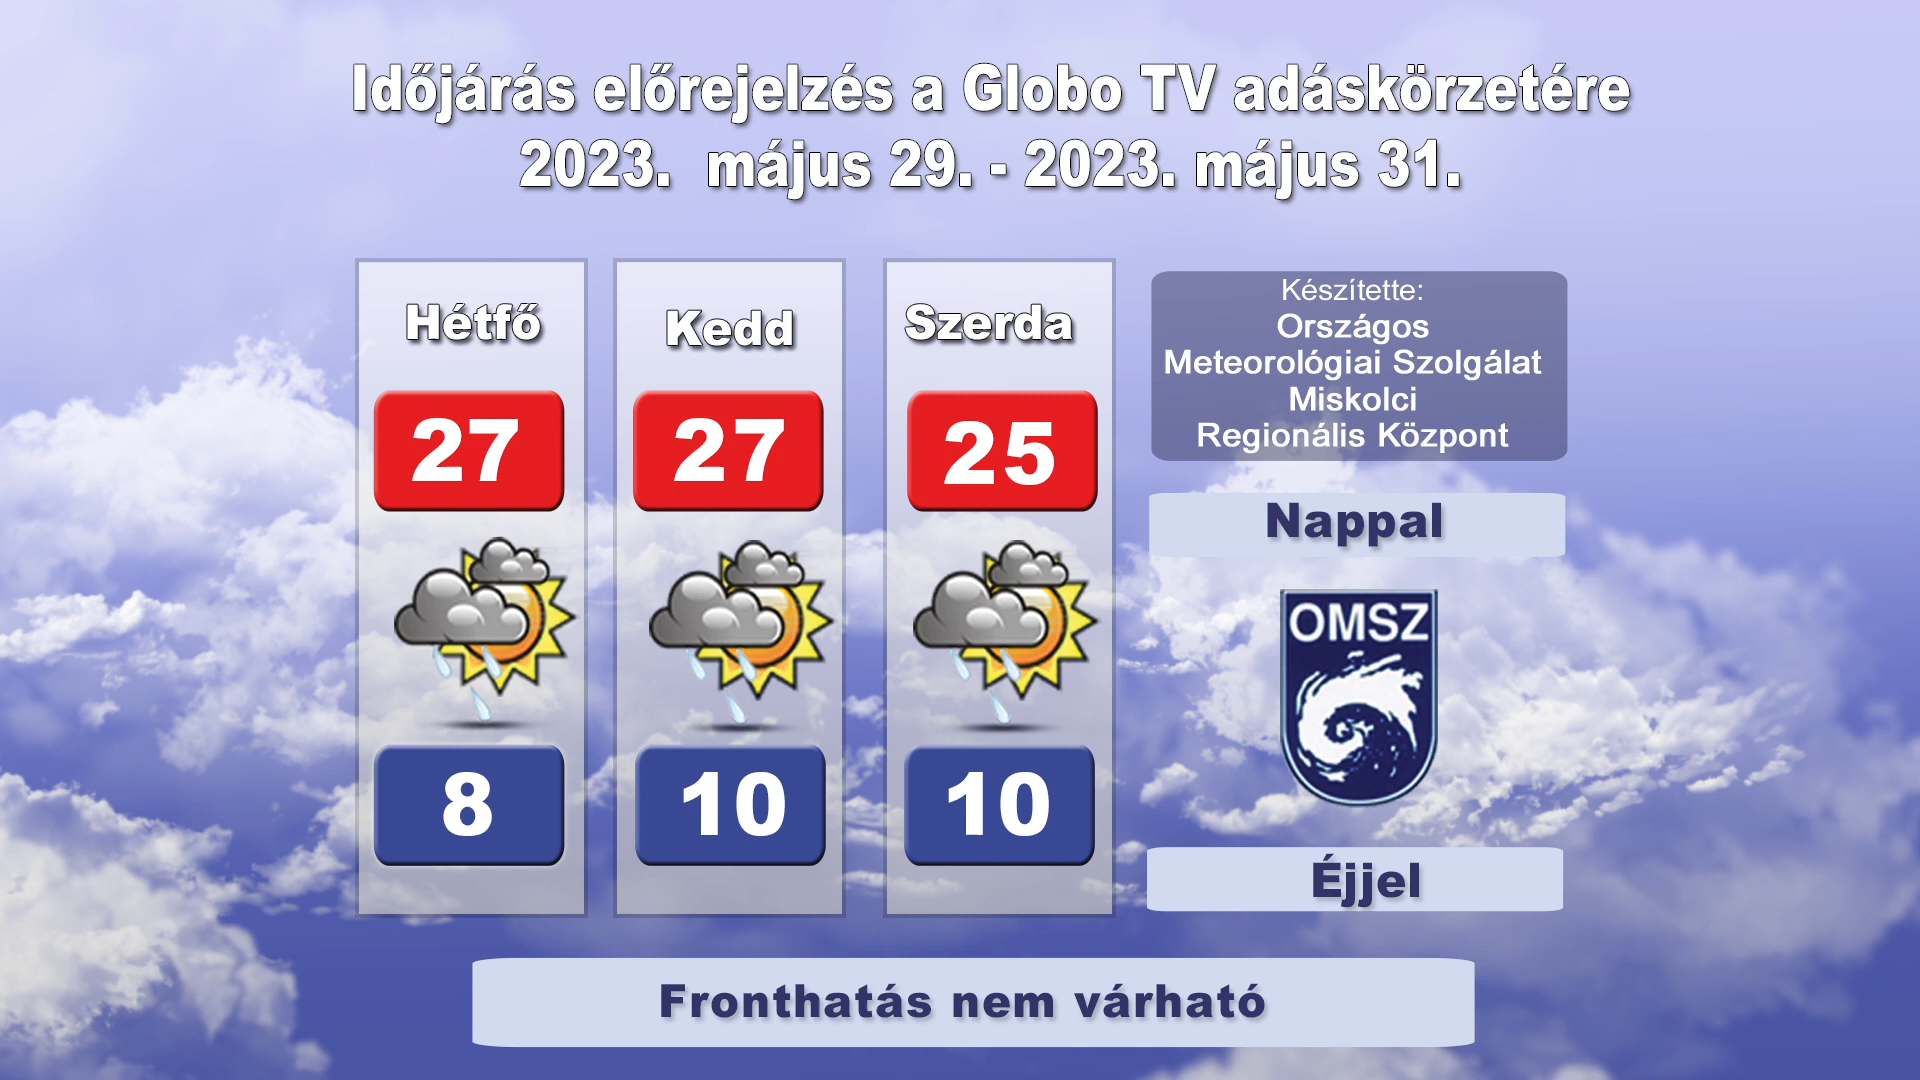 Időjárás előrejelzés a Globo TV adáskörzetére
2023. május 29. - 2023. május 31.
Hétfő
Kedd
Szerda
27
27
25
8
10
10
Készítette:
Országos
Meteorológiai Szolgálat
Miskolci
Regionális Központ
Nappal
OMSZ
Éjjel
Fronthatás nem várható